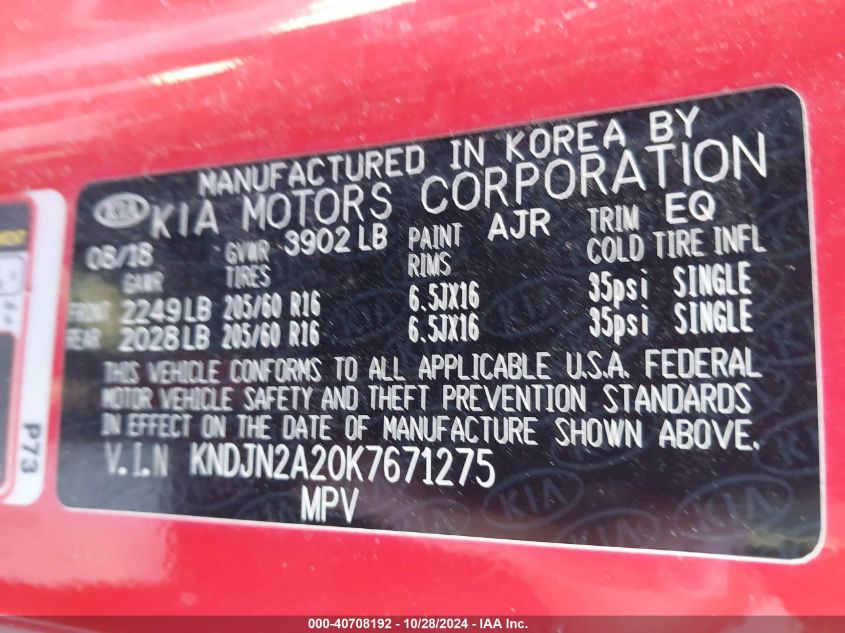 MANUFACTURED IN KOREA BY
KIA KIA MOTORS CORPORATION
08/18 GVWR 3902 LB PAINT AJR TRIM EQ
GAWR TIRES RIMS COLD TIRE INFL
FRONT 2249 LB 205/60 R16 6.5JX16 35psi SINGLE
REAR 2028 LB 205/60 R16 6.5JX16 35psi SINGLE
THIS VEHICLE CONFORMS TO ALL APPLICABLE U.S.A. FEDERAL
MOTOR VEHICLE SAFETY AND THEFT PREVENTION STANDARDS
IN EFFECT ON THE DATE OF MANUFACTURE SHOWN ABOVE.
V.I.N KNDJN2A20K7671275
MPV
P73
000-40708192 - 10/28/2024 - IAA Inc.